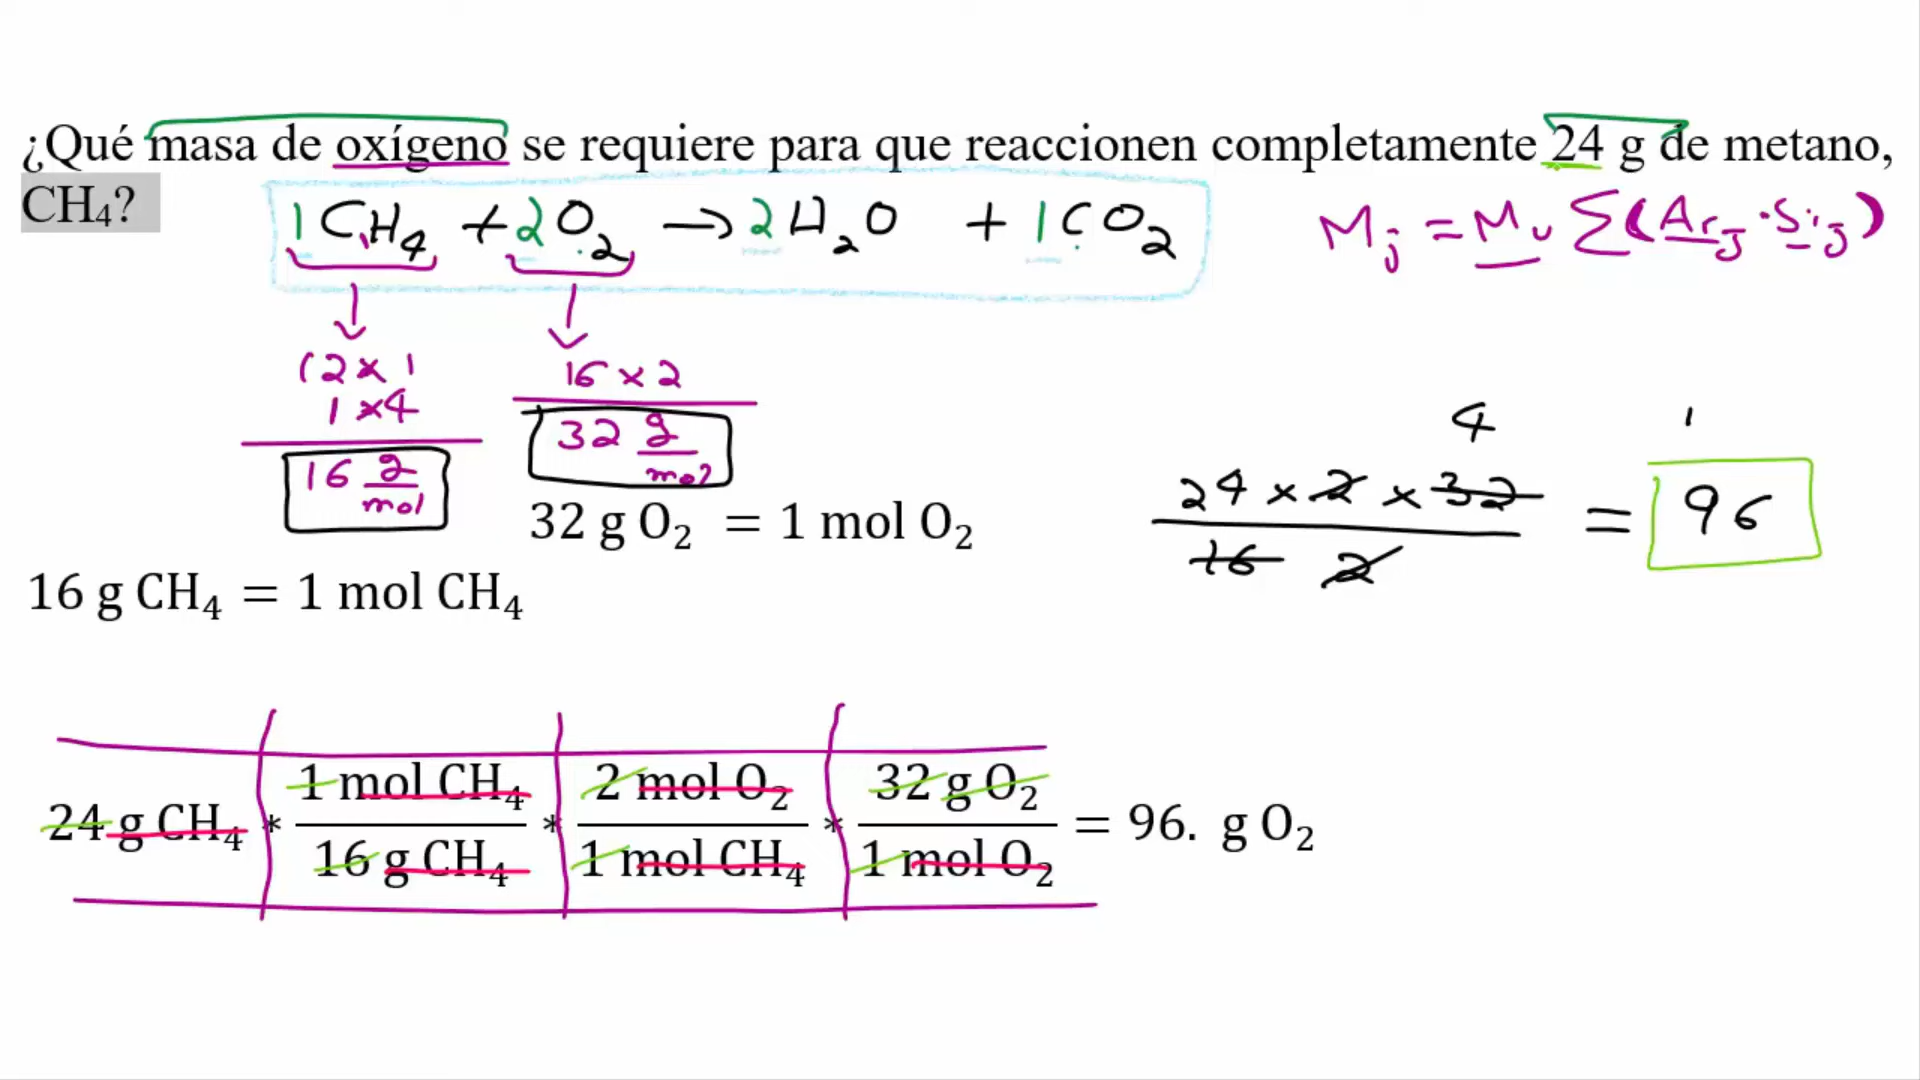 ¿Qué masa de oxígeno se requiere para que reaccionen completamente 24 g de metano,
CH₄?
1CH₄ + 2O₂ → 2H₂O + 1CO₂
Mⱼ = Mᵤ Σ(Arⱼ · Siⱼ)
12 x 1
1 x 4
16 g/mol
16 x 2
32 g/mol
4
1
24 x 2 x 32
16 2
= 96
32 g O₂ = 1 mol O₂
16 g CH₄ = 1 mol CH₄
1 mol CH₄ 2 mol O₂ 32 g O₂
24 g CH₄ * * * = 96. g O₂
16 g CH₄ 1 mol CH₄ 1 mol O₂